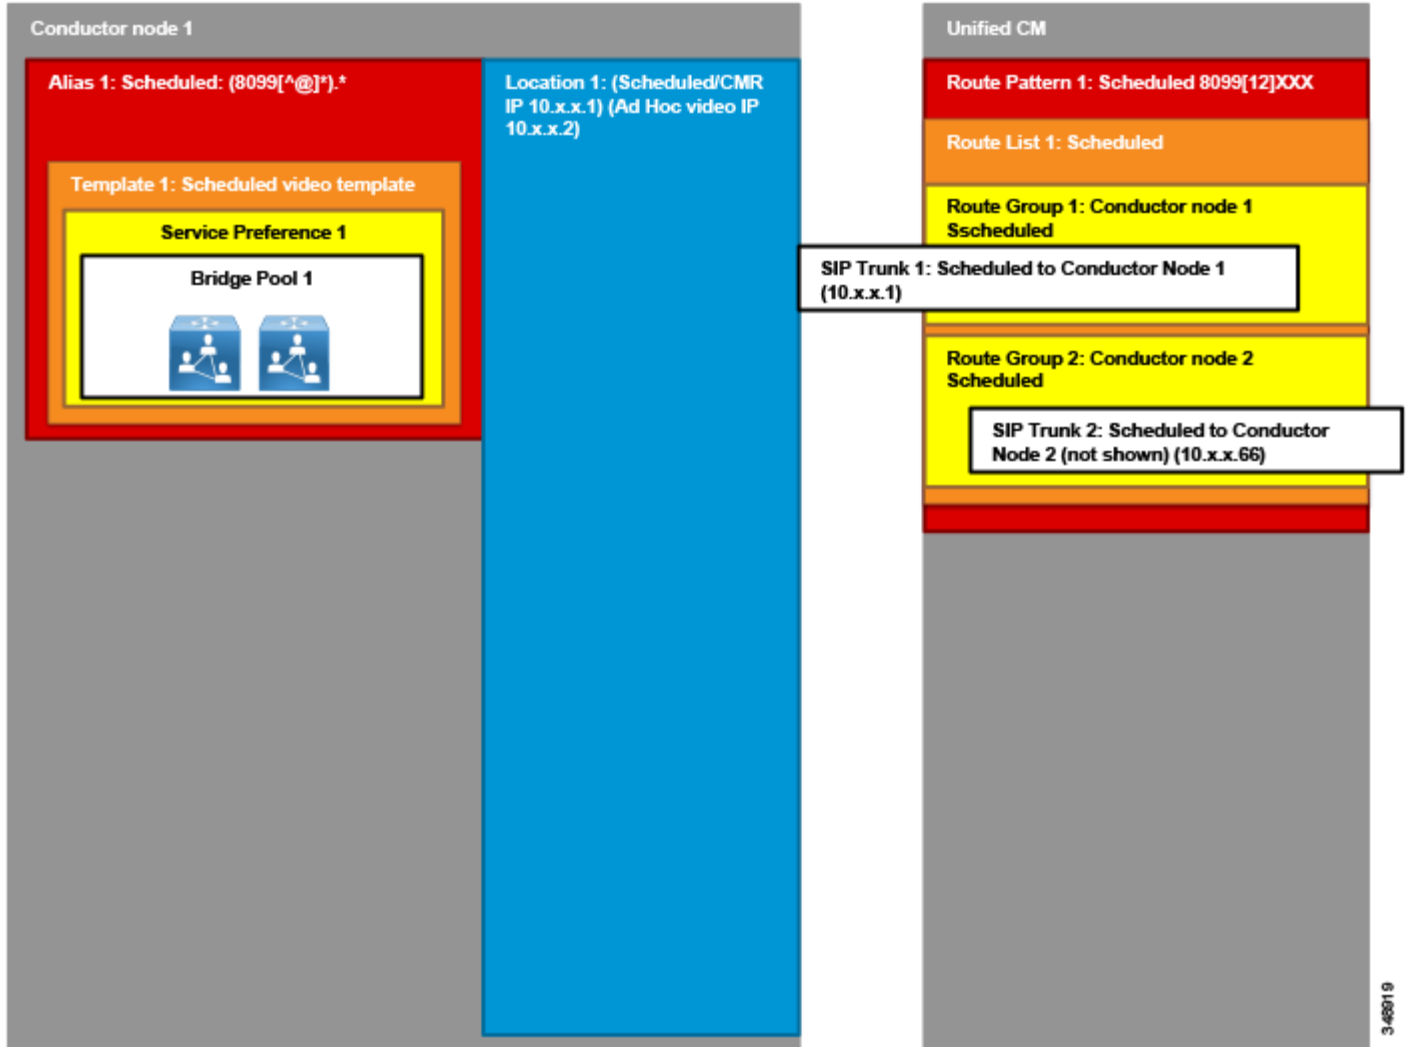 Conductor node 1
Alias 1: Scheduled: (8099[^@]*).*
Template 1: Scheduled video template
Service Preference 1
Bridge Pool 1
Location 1: (Scheduled/CMR
IP 10.x.x.1) (Ad Hoc video IP
10.x.x.2)
Unified CM
Route Pattern 1: Scheduled 8099[12]XXX
Route List 1: Scheduled
Route Group 1: Conductor node 1
Sscheduled
SIP Trunk 1: Scheduled to Conductor Node 1
(10.x.x.1)
Route Group 2: Conductor node 2
Scheduled
SIP Trunk 2: Scheduled to Conductor
Node 2 (not shown) (10.x.x.66)
348919